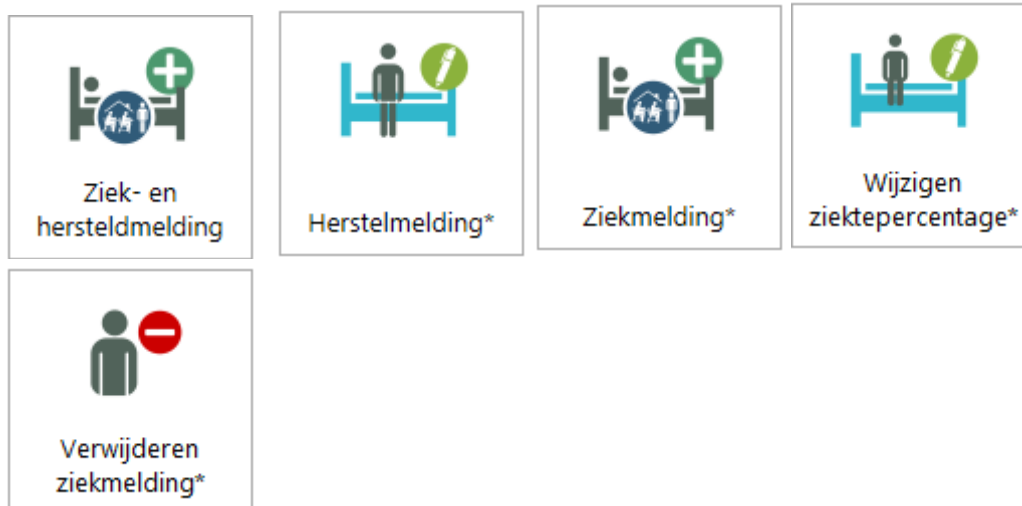 Ziek- en
hersteldmelding
Herstelmelding*
Ziekmelding*
Wijzigen
ziektepercentage*
Verwijderen
ziekmelding*